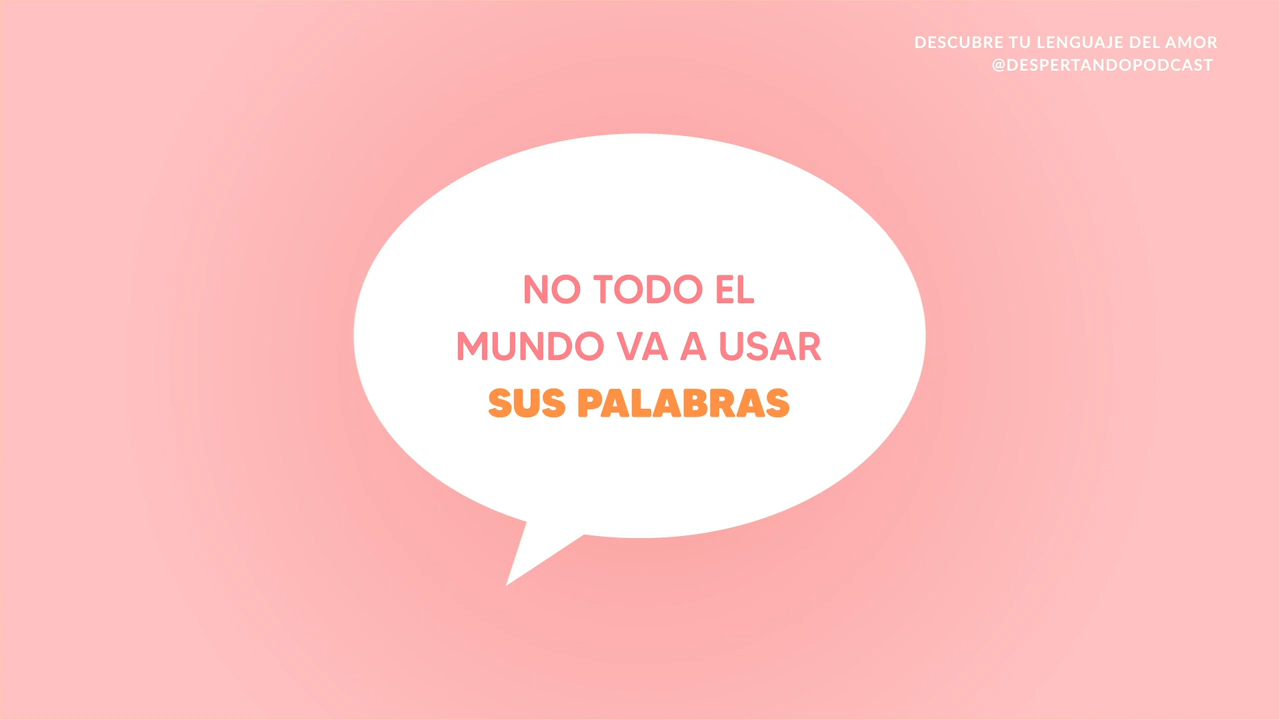 DESCUBRE TU LENGUAJE DEL AMOR
@DESPERTANDOPODCAST
NO TODO EL
MUNDO VA A USAR
SUS PALABRAS